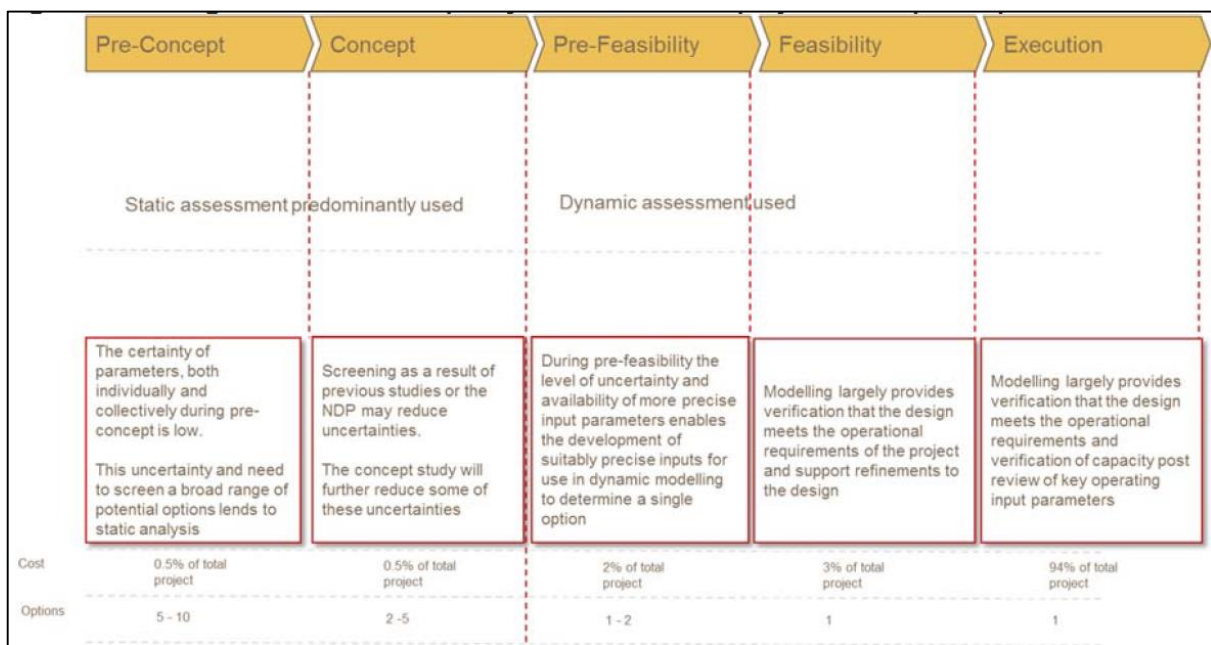 Pre-Concept
Concept
Pre-Feasibility
Feasibility
Execution
Static assessment predominantly used
Dynamic assessment used
The certainty of
parameters, both
individually and
collectively during pre-
concept is low.
This uncertainty and need
to screen a broad range of
potential options lends to
static analysis
Screening as a result of
previous studies or the
NDP may reduce
uncertainties.
The concept study will
further reduce some of
these uncertainties
During pre-feasibility the
level of uncertainty and
availability of more precise
input parameters enables
the development of
suitably precise inputs for
use in dynamic modelling
to determine a single
option
Modelling largely provides
verification that the design
meets the operational
requirements of the project
and support refinements to
the design
Modelling largely provides
verification that the design
meets the operational
requirements and
verification of capacity post
review of key operating
input parameters
Cost
0.5% of total
project
0.5% of total
project
2% of total
project
3% of total
project
94% of total
project
Options
5 - 10
2 -5
1 - 2
1
1